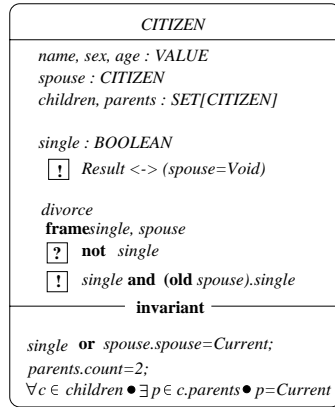 CITIZEN
name, sex, age : VALUE
spouse : CITIZEN
children, parents : SET[CITIZEN]
single : BOOLEAN
! Result <-> (spouse=Void)
divorce
framesingle, spouse
? not single
! single and (old spouse).single
invariant
single or spouse.spouse=Current;
parents.count=2;
∀c ∈ children ● ∃ p ∈ c.parents ● p=Current